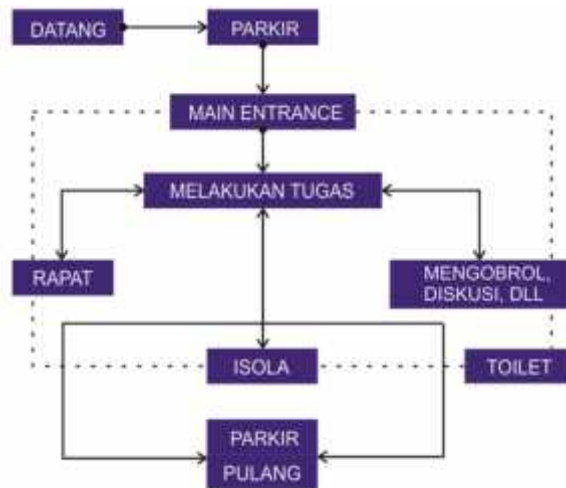 DATANG
PARKIR
MAIN ENTRANCE
MELAKUKAN TUGAS
RAPAT
MENGOBROL,
DISKUSI, DLL
ISOLA
TOILET
PARKIR
PULANG